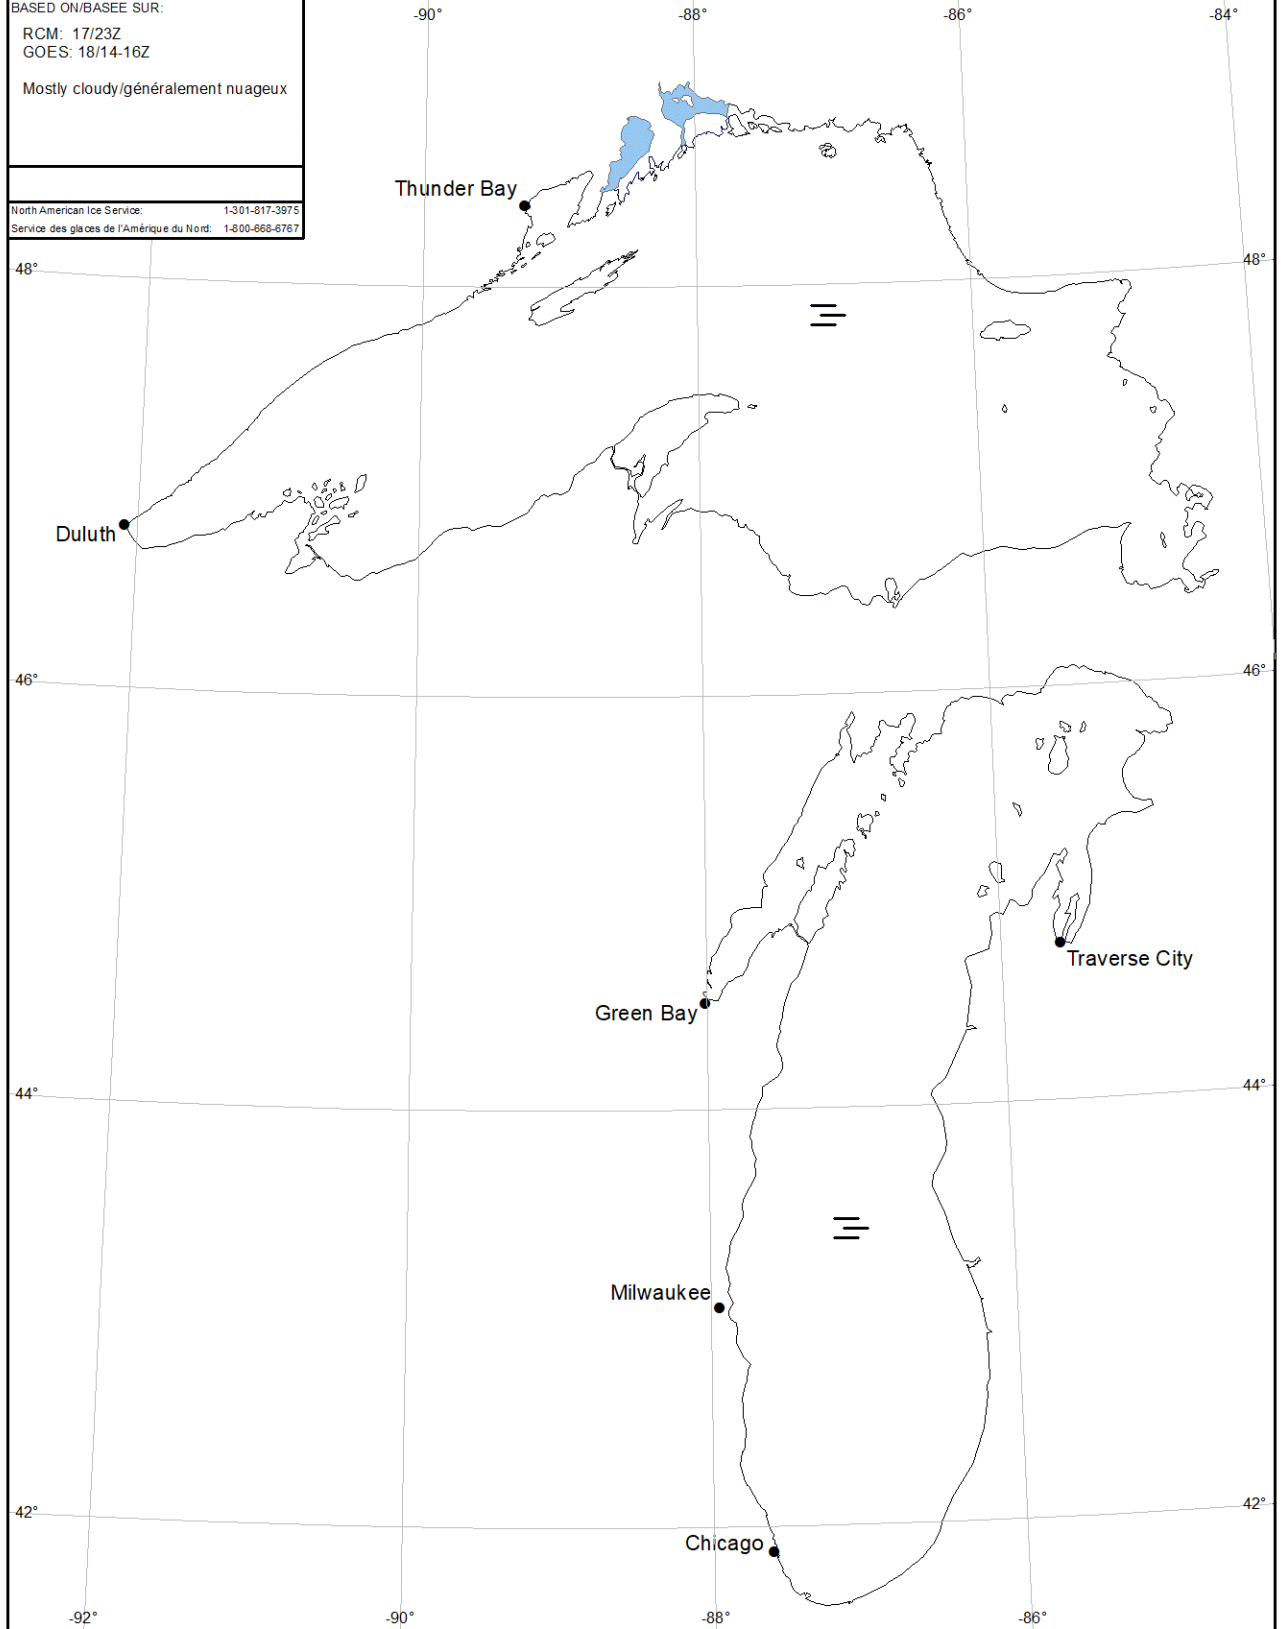 BASED ON/BASEE SUR:
RCM: 17/23Z
GOES: 18/14-16Z
Mostly cloudy/généralement nuageux
North American Ice Service: 1-301-817-3975
Service des glaces de l'Amérique du Nord: 1-800-668-6767
-90° -88° -86° -84°
Thunder Bay
48° 48°
Duluth
46° 46°
Traverse City
Green Bay
44° 44°
Milwaukee
42° 42°
Chicago
-92° -90° -88° -86°